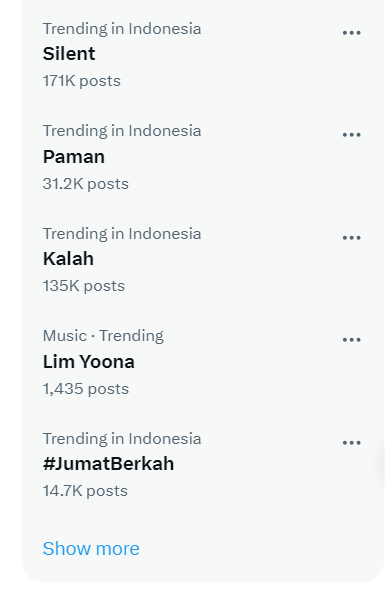 Trending in Indonesia
Silent
171K posts
Trending in Indonesia
Paman
31.2K posts
Trending in Indonesia
Kalah
135K posts
Music · Trending
Lim Yoona
1,435 posts
Trending in Indonesia
#JumatBerkah
14.7K posts
Show more